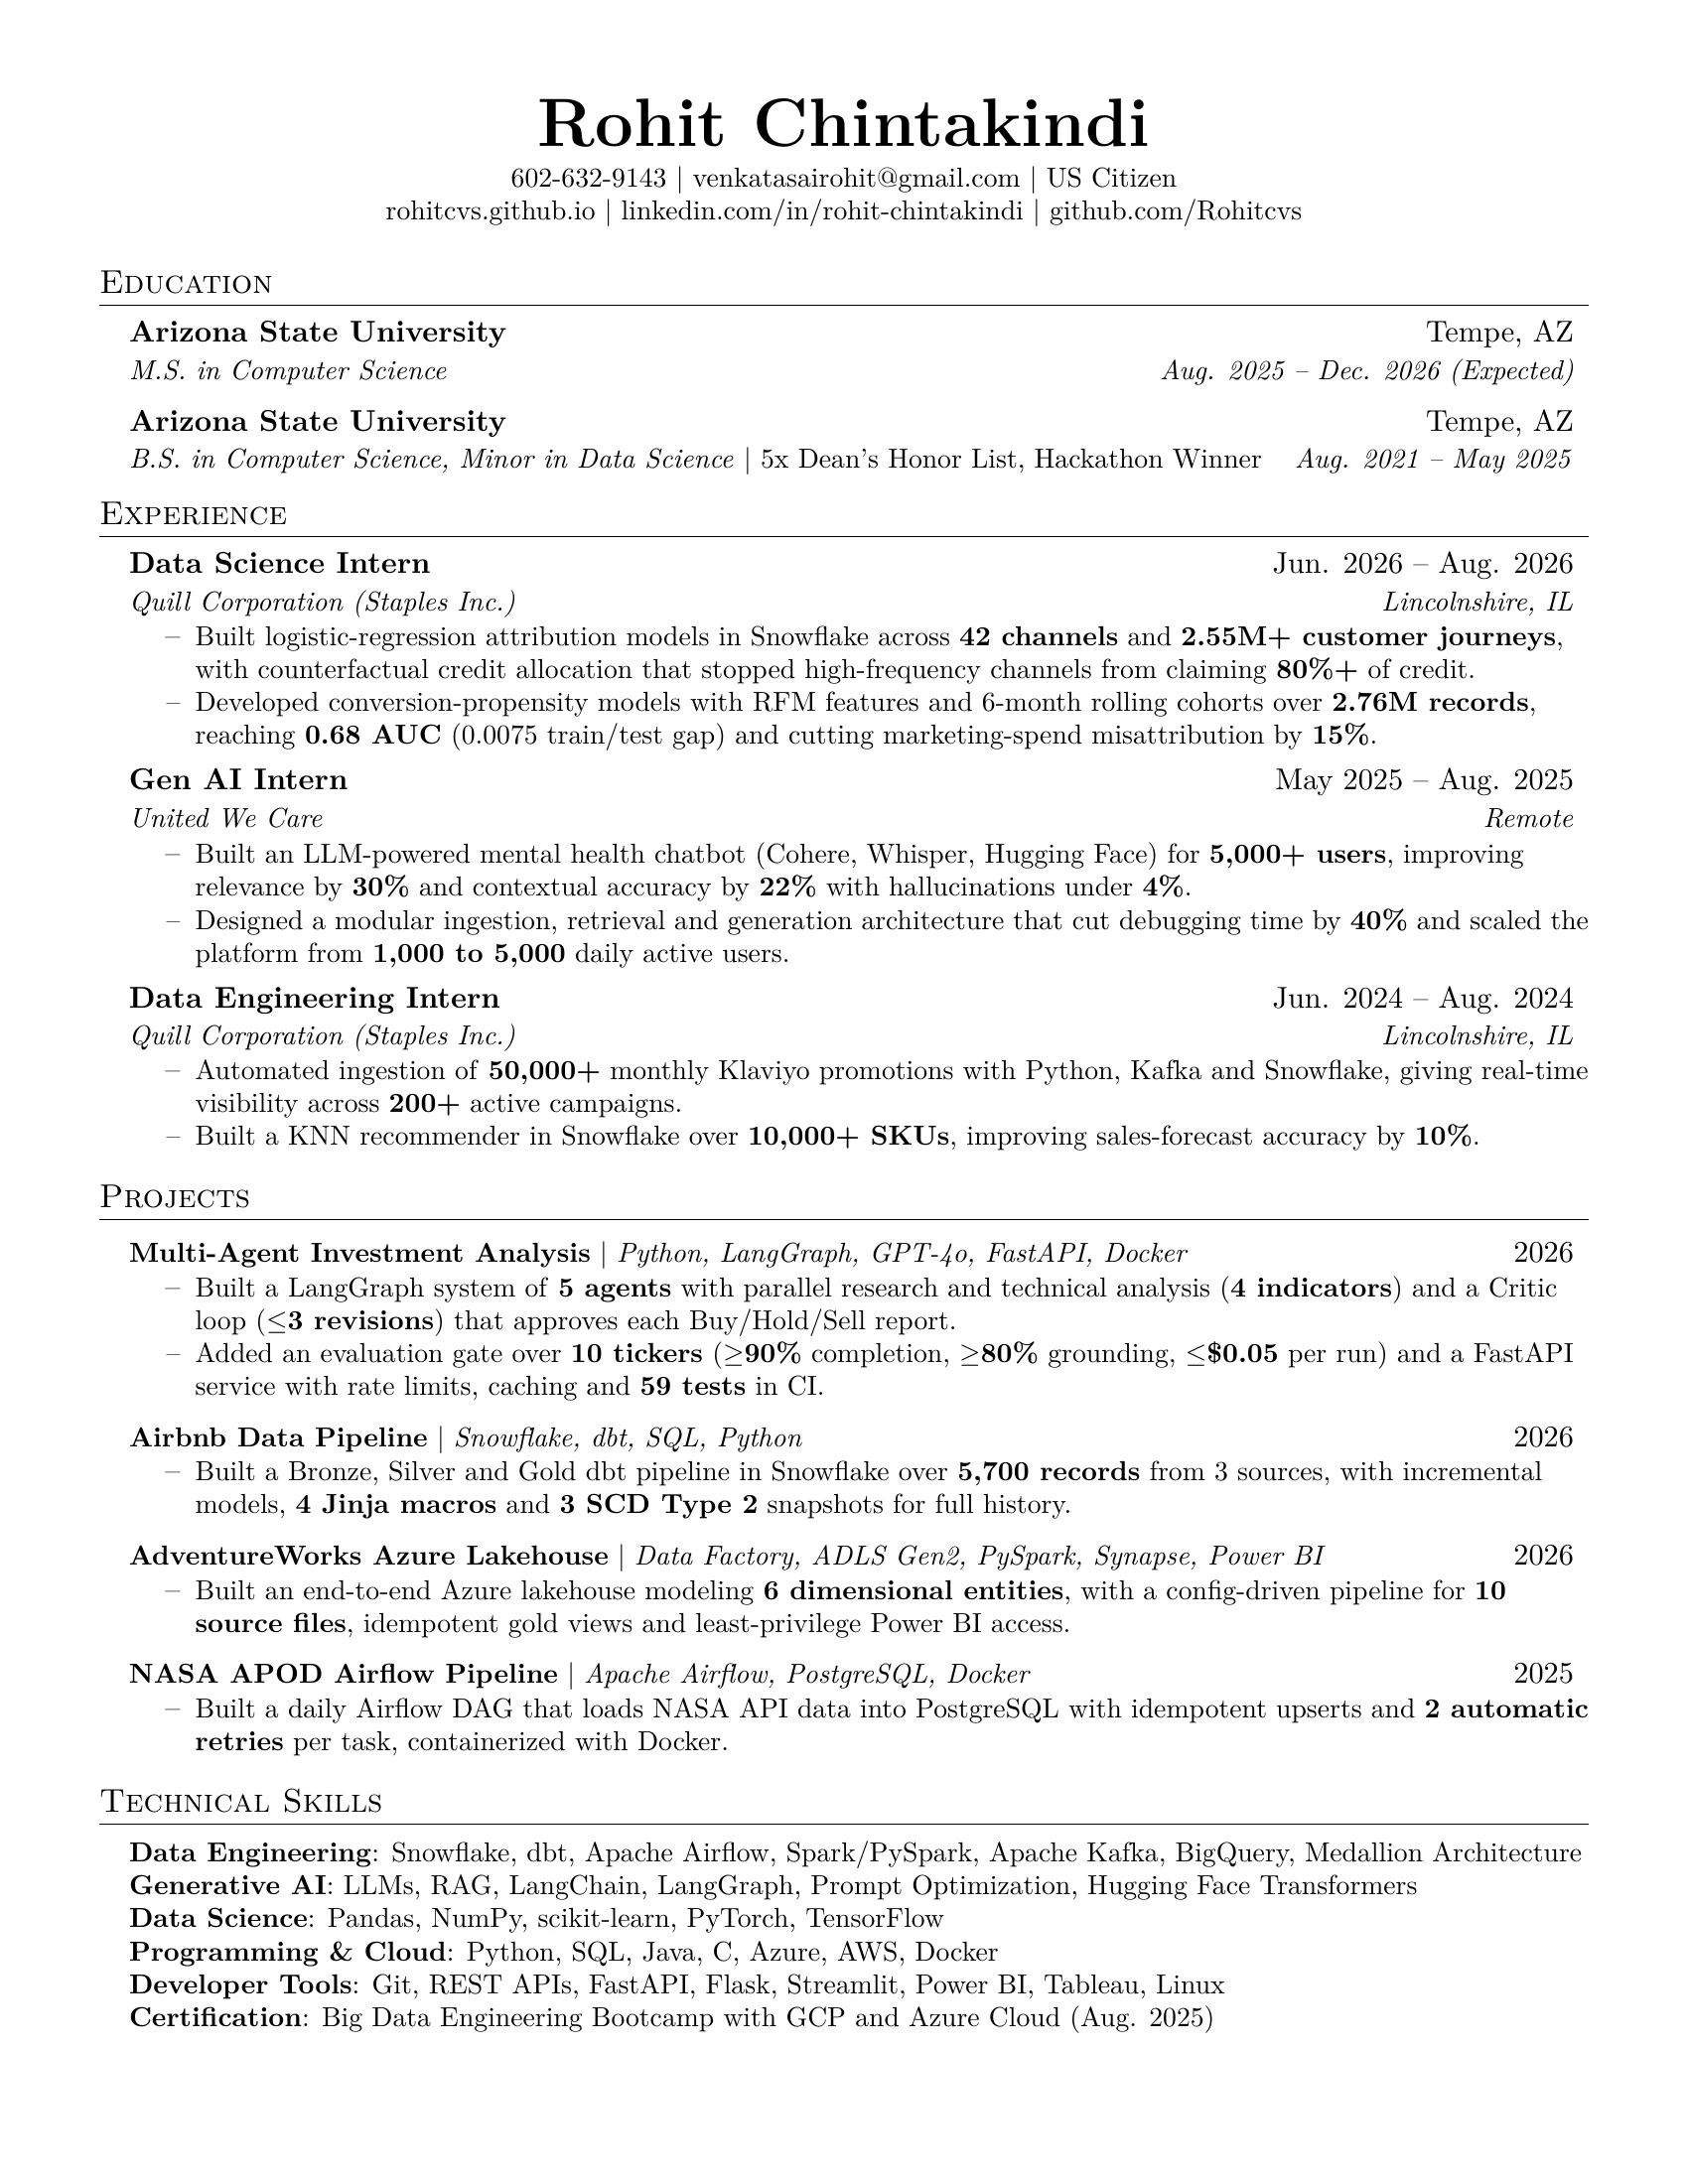 Rohit Chintakindi
602-632-9143 | venkatasairohit@gmail.com | US Citizen
rohitcvs.github.io | linkedin.com/in/rohit-chintakindi | github.com/Rohitcvs
Education
Arizona State University Tempe, AZ
M.S. in Computer Science Aug. 2025 – Dec. 2026 (Expected)
Arizona State University Tempe, AZ
B.S. in Computer Science, Minor in Data Science | 5x Dean's Honor List, Hackathon Winner Aug. 2021 – May 2025
Experience
Data Science Intern Jun. 2026 – Aug. 2026
Quill Corporation (Staples Inc.) Lincolnshire, IL
– Built logistic-regression attribution models in Snowflake across 42 channels and 2.55M+ customer journeys,
with counterfactual credit allocation that stopped high-frequency channels from claiming 80%+ of credit.
– Developed conversion-propensity models with RFM features and 6-month rolling cohorts over 2.76M records,
reaching 0.68 AUC (0.0075 train/test gap) and cutting marketing-spend misattribution by 15%.
Gen AI Intern May 2025 – Aug. 2025
United We Care Remote
– Built an LLM-powered mental health chatbot (Cohere, Whisper, Hugging Face) for 5,000+ users, improving
relevance by 30% and contextual accuracy by 22% with hallucinations under 4%.
– Designed a modular ingestion, retrieval and generation architecture that cut debugging time by 40% and scaled the
platform from 1,000 to 5,000 daily active users.
Data Engineering Intern Jun. 2024 – Aug. 2024
Quill Corporation (Staples Inc.) Lincolnshire, IL
– Automated ingestion of 50,000+ monthly Klaviyo promotions with Python, Kafka and Snowflake, giving real-time
visibility across 200+ active campaigns.
– Built a KNN recommender in Snowflake over 10,000+ SKUs, improving sales-forecast accuracy by 10%.
Projects
Multi-Agent Investment Analysis | Python, LangGraph, GPT-4o, FastAPI, Docker 2026
– Built a LangGraph system of 5 agents with parallel research and technical analysis (4 indicators) and a Critic
loop (≤3 revisions) that approves each Buy/Hold/Sell report.
– Added an evaluation gate over 10 tickers (≥90% completion, ≥80% grounding, ≤$0.05 per run) and a FastAPI
service with rate limits, caching and 59 tests in CI.
Airbnb Data Pipeline | Snowflake, dbt, SQL, Python 2026
– Built a Bronze, Silver and Gold dbt pipeline in Snowflake over 5,700 records from 3 sources, with incremental
models, 4 Jinja macros and 3 SCD Type 2 snapshots for full history.
AdventureWorks Azure Lakehouse | Data Factory, ADLS Gen2, PySpark, Synapse, Power BI 2026
– Built an end-to-end Azure lakehouse modeling 6 dimensional entities, with a config-driven pipeline for 10
source files, idempotent gold views and least-privilege Power BI access.
NASA APOD Airflow Pipeline | Apache Airflow, PostgreSQL, Docker 2025
– Built a daily Airflow DAG that loads NASA API data into PostgreSQL with idempotent upserts and 2 automatic
retries per task, containerized with Docker.
Technical Skills
Data Engineering: Snowflake, dbt, Apache Airflow, Spark/PySpark, Apache Kafka, BigQuery, Medallion Architecture
Generative AI: LLMs, RAG, LangChain, LangGraph, Prompt Optimization, Hugging Face Transformers
Data Science: Pandas, NumPy, scikit-learn, PyTorch, TensorFlow
Programming & Cloud: Python, SQL, Java, C, Azure, AWS, Docker
Developer Tools: Git, REST APIs, FastAPI, Flask, Streamlit, Power BI, Tableau, Linux
Certification: Big Data Engineering Bootcamp with GCP and Azure Cloud (Aug. 2025)